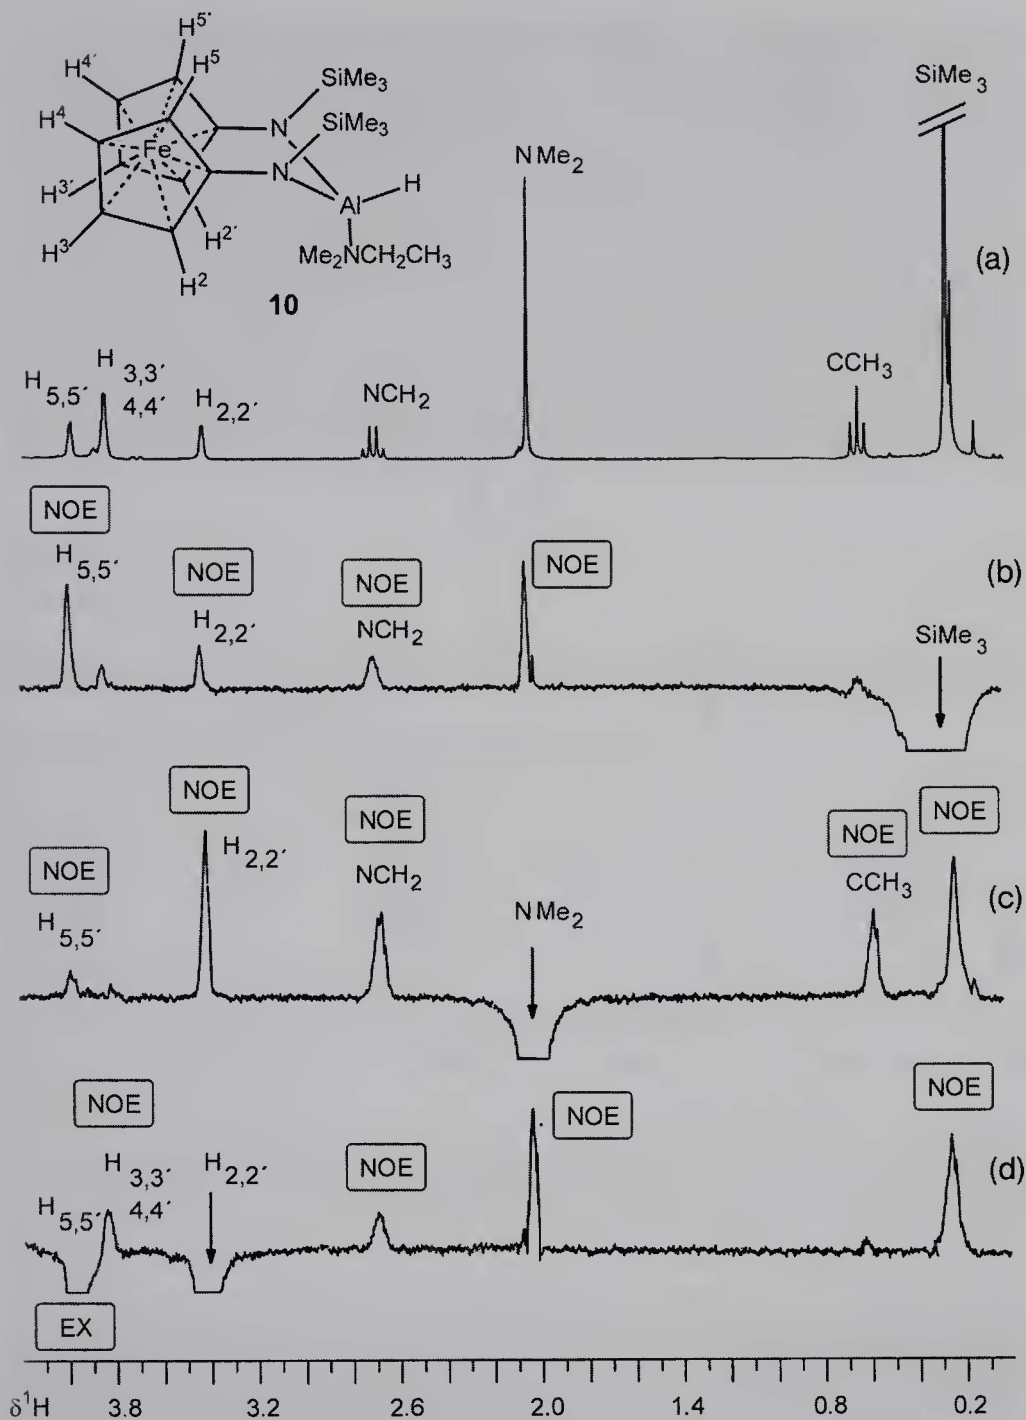 H5'
H4'
H5
SiMe3
SiMe3
H4
N
SiMe3
Fe
N
NMe2
H3'
Al
H
H3
H2'
Me2NCH2CH3
(a)
H2
10
H5,5´
H3,3´
4,4´
H2,2´
NCH2
CCH3
NOE
H5,5´
NOE
H2,2´
NOE
NCH2
NOE
(b)
SiMe3
NOE
H5,5´
NOE
H2,2´
NOE
NCH2
NMe2
NOE
CCH3
NOE
(c)
NOE
H5,5´
H3,3´
4,4´
H2,2´
NOE
NOE
NOE
(d)
EX
δ1H
3.8
3.2
2.6
2.0
1.4
0.8
0.2